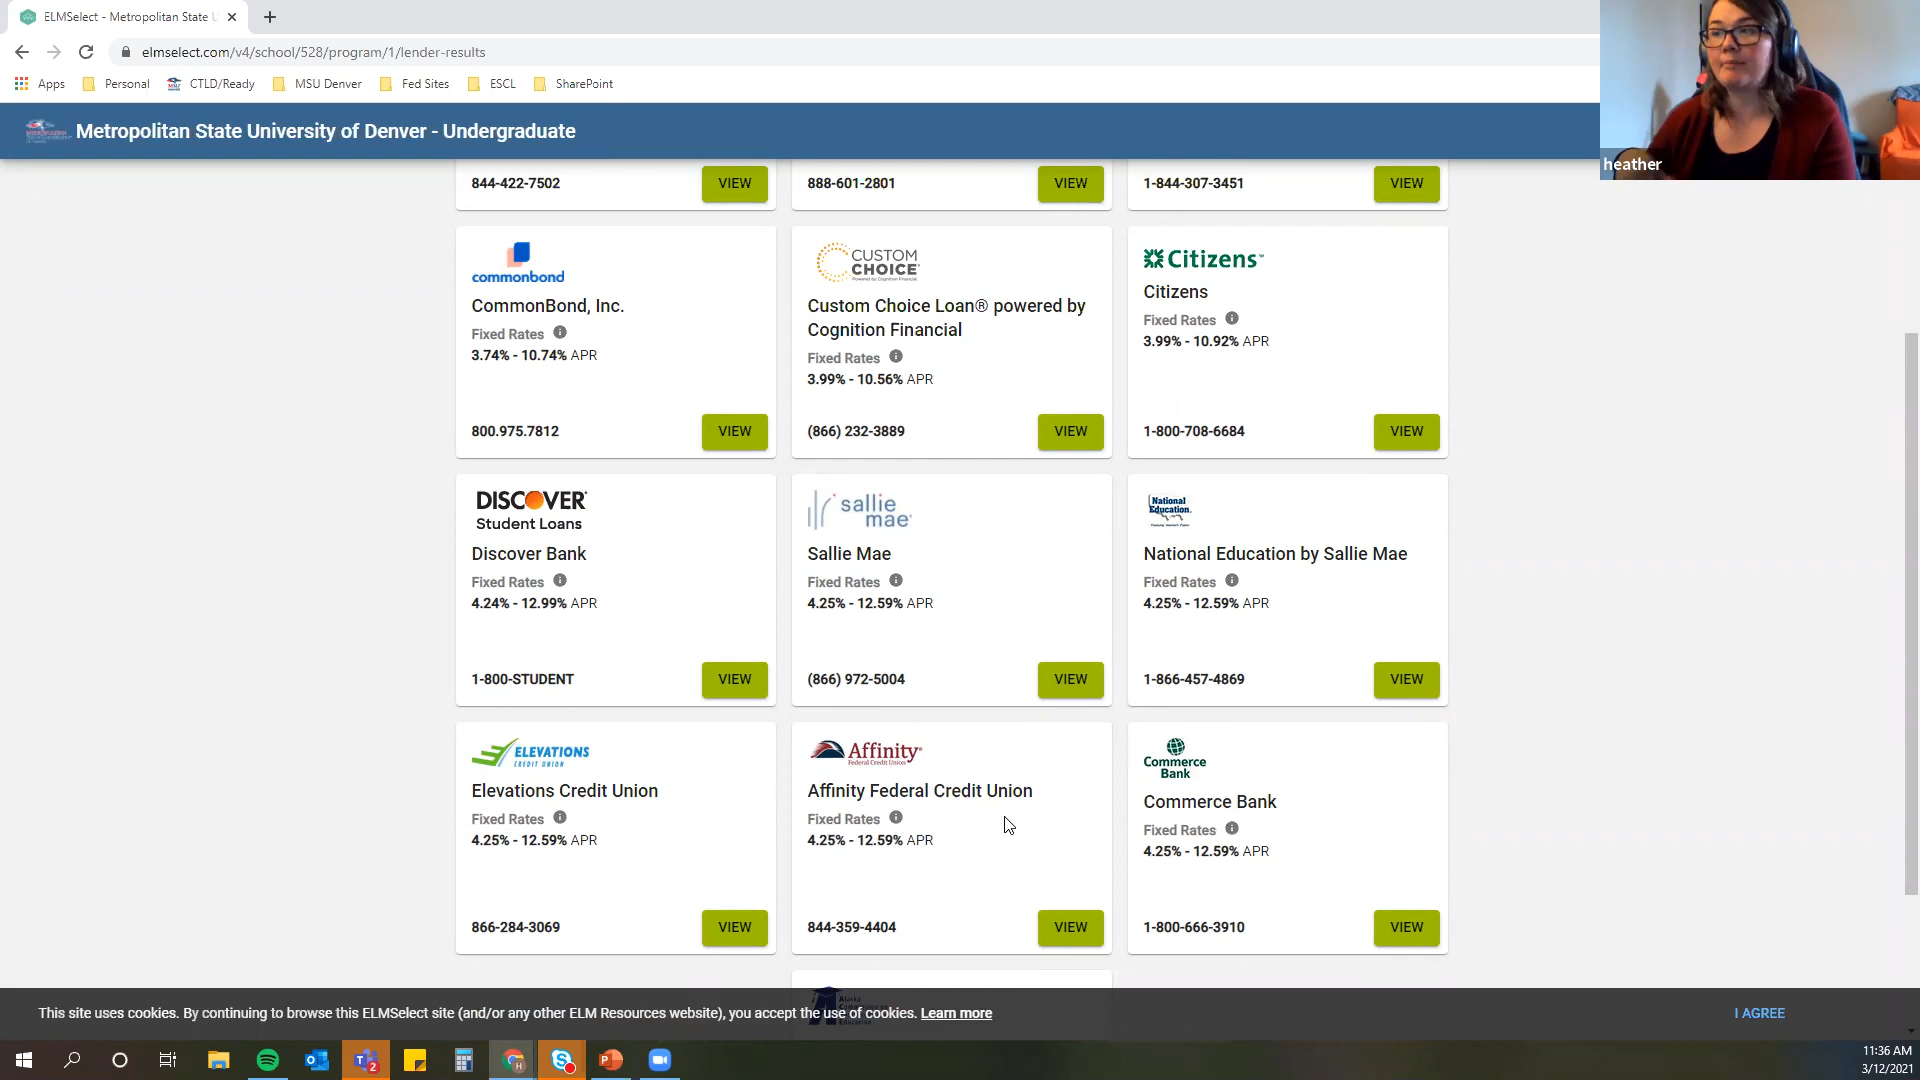 ELMSelect - Metropolitan State U
elmselect.com/v4/school/528/program/1/lender-results
Apps Personal CTLD/Ready MSU Denver Fed Sites ESCL SharePoint
heather
Metropolitan State University of Denver - Undergraduate
844-422-7502 VIEW
888-601-2801 VIEW
1-844-307-3451 VIEW
commonbond
CommonBond, Inc.
Fixed Rates
3.74% - 10.74% APR
800.975.7812 VIEW
CUSTOM
CHOICE
Powered by Cognition Financial
Custom Choice Loan® powered by
Cognition Financial
Fixed Rates
3.99% - 10.56% APR
(866) 232-3889 VIEW
Citizens™
Citizens
Fixed Rates
3.99% - 10.92% APR
1-800-708-6684 VIEW
DISCOVER
Student Loans
Discover Bank
Fixed Rates
4.24% - 12.99% APR
1-800-STUDENT VIEW
sallie
mae
Sallie Mae
Fixed Rates
4.25% - 12.59% APR
(866) 972-5004 VIEW
National
Education.
National Education by Sallie Mae
Fixed Rates
4.25% - 12.59% APR
1-866-457-4869 VIEW
ELEVATIONS
CREDIT UNION
Elevations Credit Union
Fixed Rates
4.25% - 12.59% APR
866-284-3069 VIEW
Affinity
Federal Credit Union
Affinity Federal Credit Union
Fixed Rates
4.25% - 12.59% APR
844-359-4404 VIEW
Commerce
Bank
Commerce Bank
Fixed Rates
4.25% - 12.59% APR
1-800-666-3910 VIEW
This site uses cookies. By continuing to browse this ELMSelect site (and/or any other ELM Resources website), you accept the use of cookies. Learn more
I AGREE
11:36 AM
3/12/2021